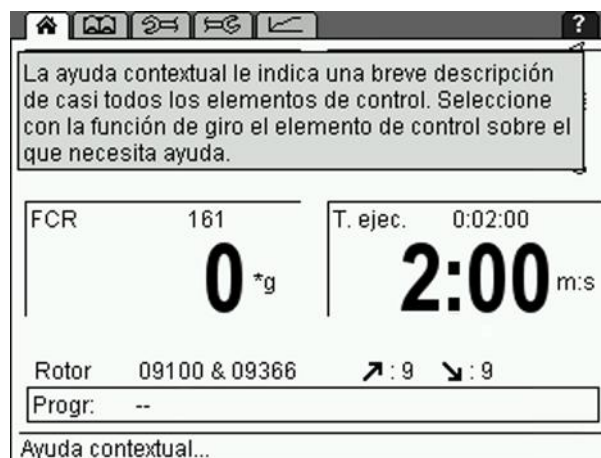 ?
La ayuda contextual le indica una breve descripción
de casi todos los elementos de control. Seleccione
con la función de giro el elemento de control sobre el
que necesita ayuda.
FCR 161
0 *g
T. ejec. 0:02:00
2:00 m:s
Rotor 09100 & 09366 ↗: 9 ↘: 9
Progr: --
Ayuda contextual...